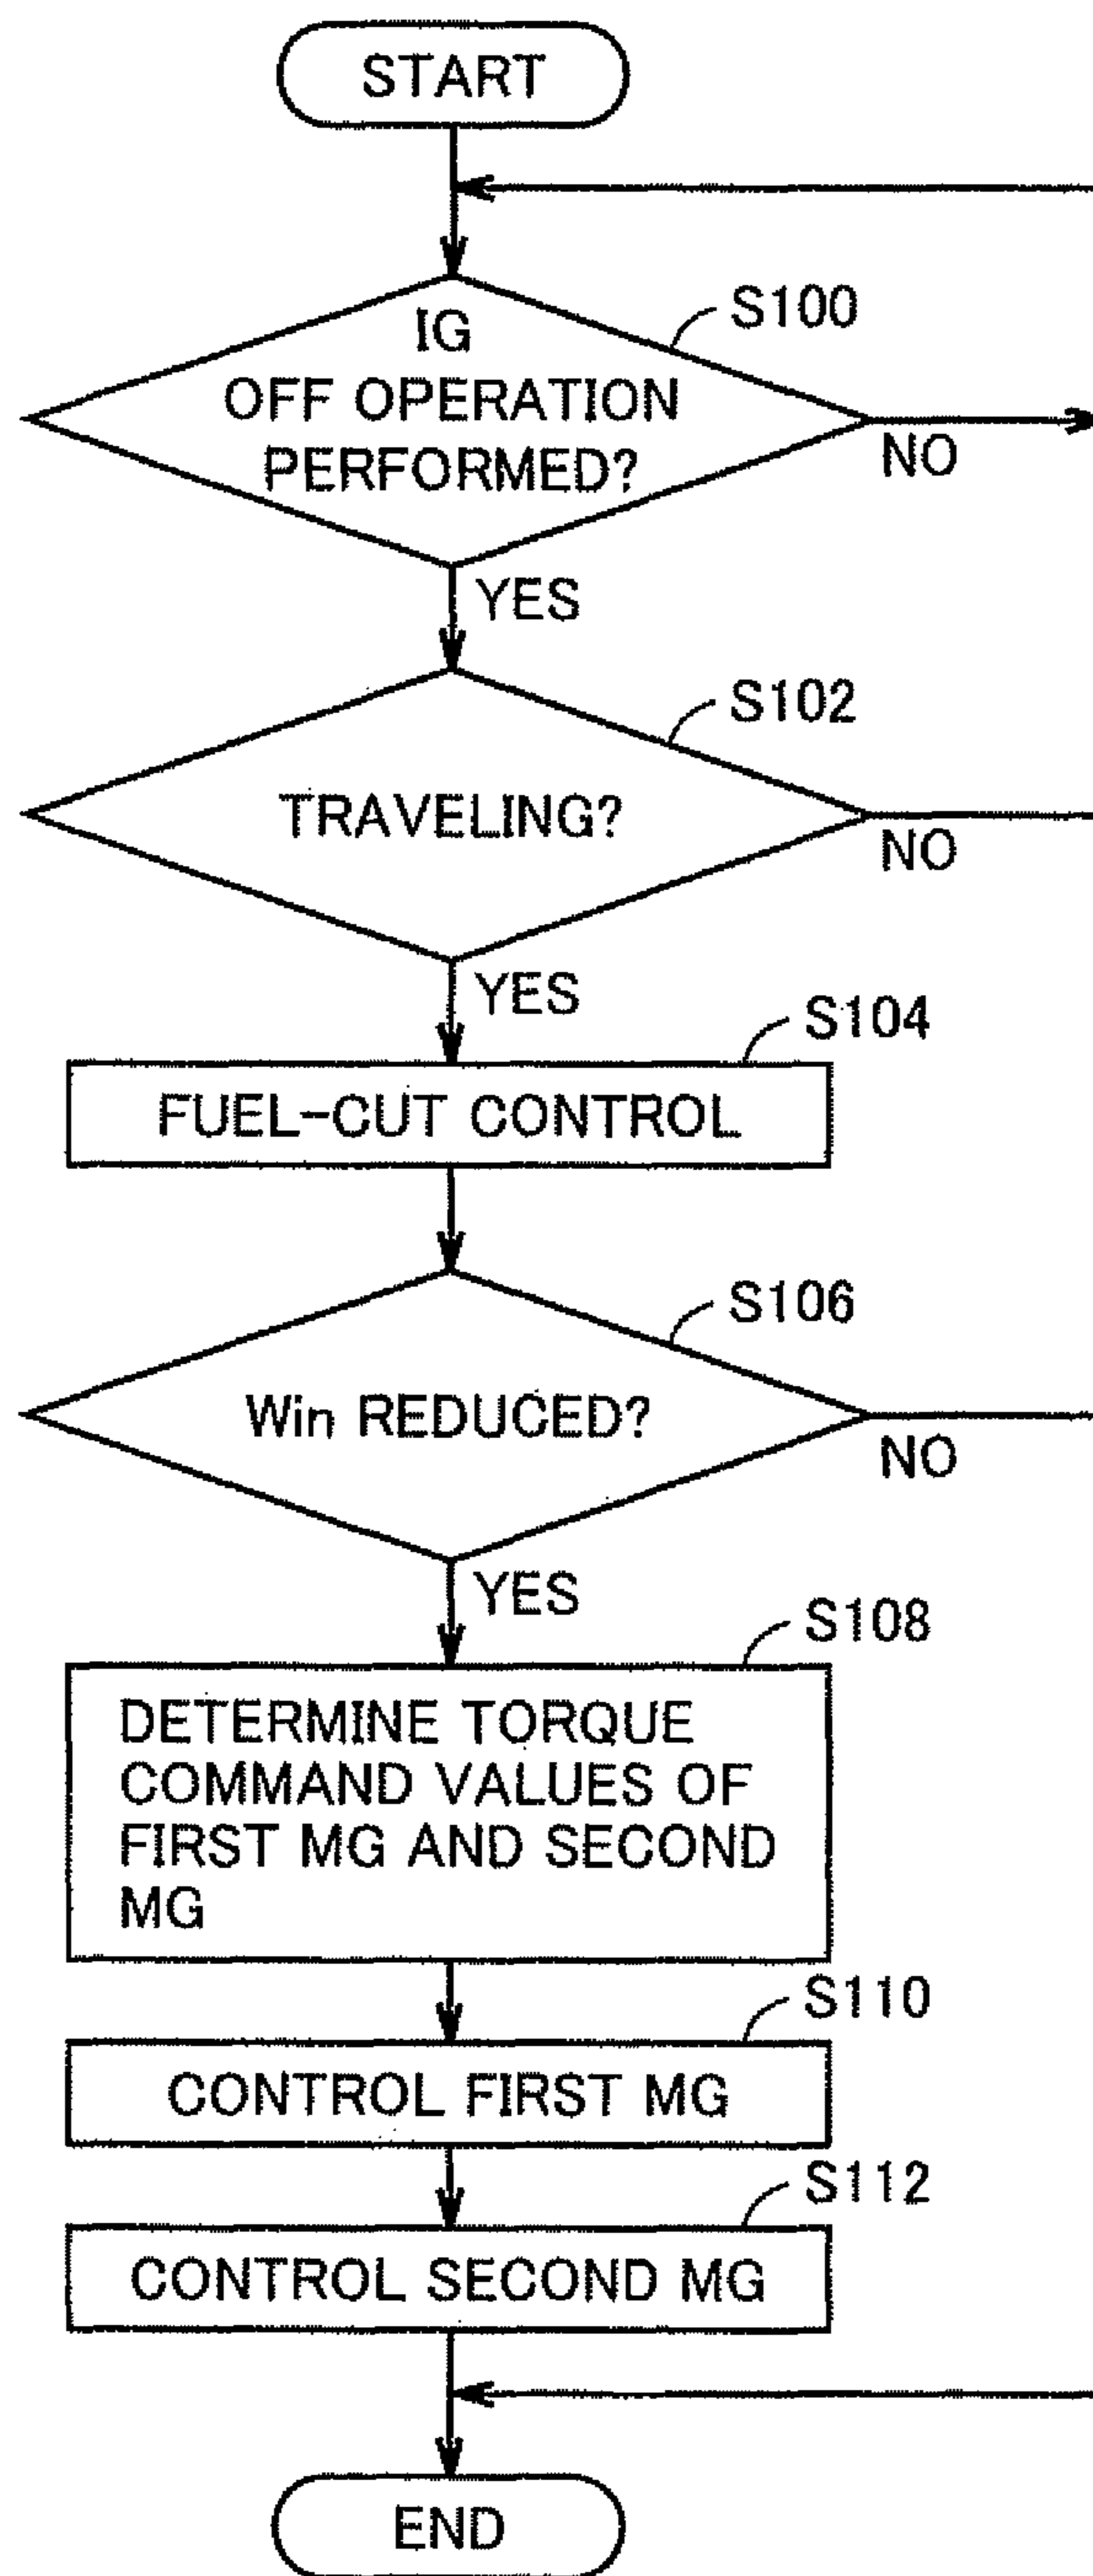 START
S100
IG
OFF OPERATION
PERFORMED?
NO
YES
S102
TRAVELING?
NO
YES
S104
FUEL-CUT CONTROL
S106
Win REDUCED?
NO
YES
S108
DETERMINE TORQUE
COMMAND VALUES OF
FIRST MG AND SECOND
MG
S110
CONTROL FIRST MG
S112
CONTROL SECOND MG
END